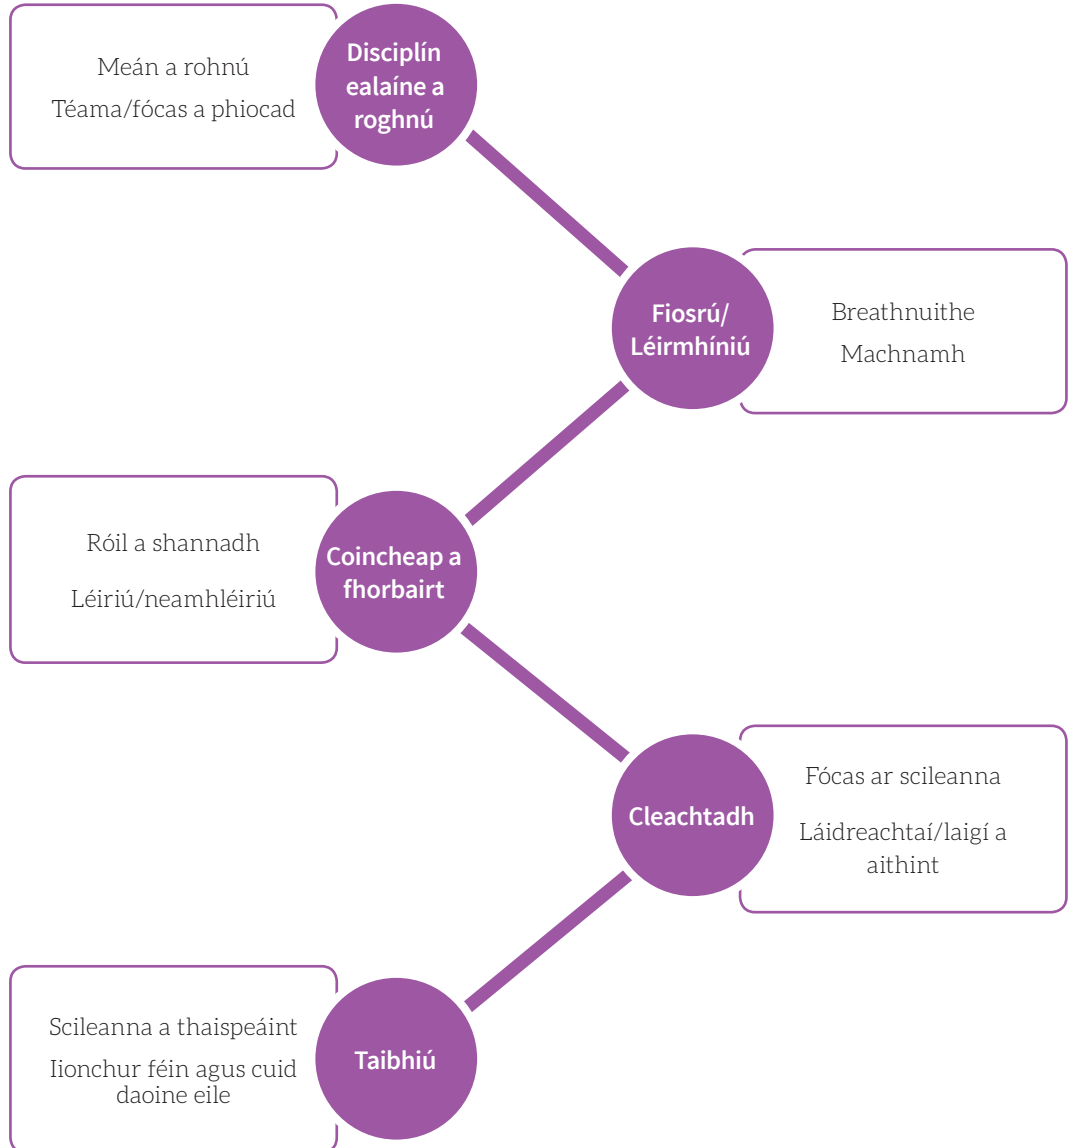 Meán a rohnú
Téama/fócas a phiocad
Disciplín
ealaíne a
roghnú
Fiosrú/
Léirmhíniú
Breathnuithe
Machnamh
Róil a shannadh
Léiriú/neamhléiriú
Coincheap a
fhorbairt
Cleachtadh
Fócas ar scileanna
Láidreachtaí/laigí a
aithint
Scileanna a thaispeáint
Iionchur féin agus cuid
daoine eile
Taibhiú